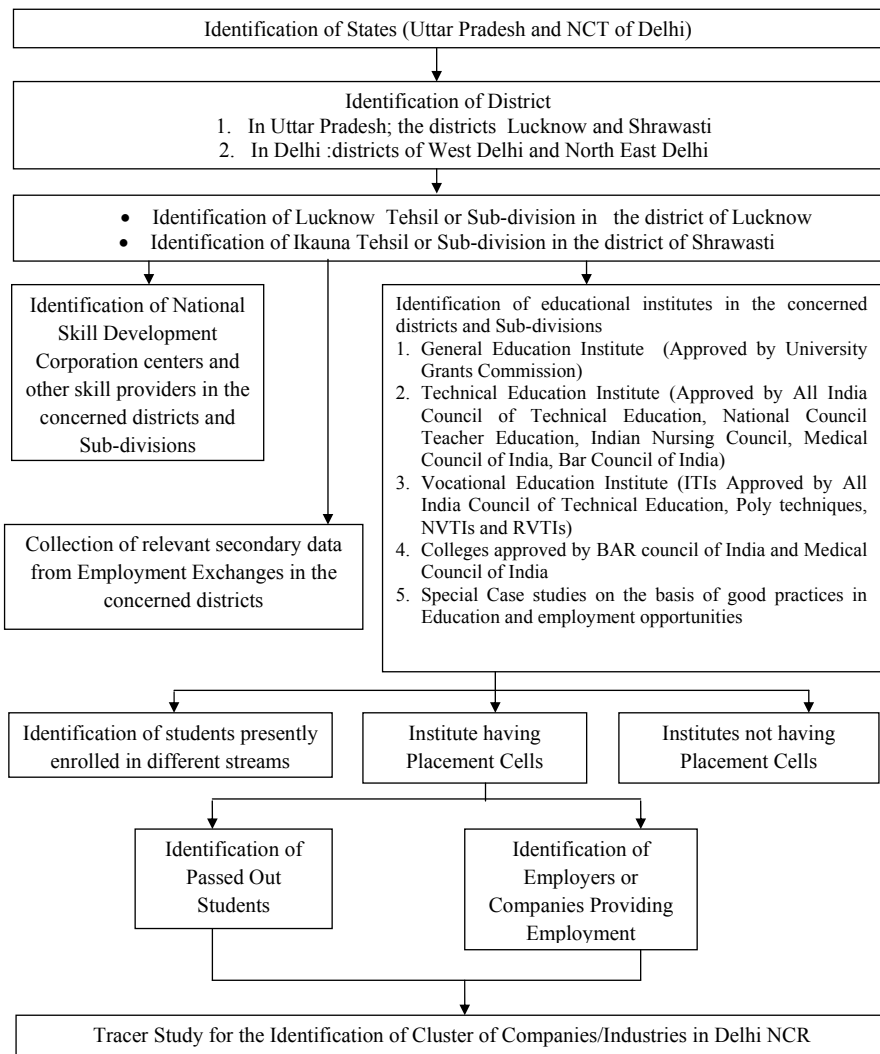 Identification of States (Uttar Pradesh and NCT of Delhi)
Identification of District
1. In Uttar Pradesh; the districts Lucknow and Shrawasti
2. In Delhi :districts of West Delhi and North East Delhi
• Identification of Lucknow Tehsil or Sub-division in the district of Lucknow
• Identification of Ikauna Tehsil or Sub-division in the district of Shrawasti
Identification of National
Skill Development
Corporation centers and
other skill providers in the
concerned districts and
Sub-divisions
Collection of relevant secondary data
from Employment Exchanges in the
concerned districts
Identification of educational institutes in the concerned
districts and Sub-divisions
1. General Education Institute (Approved by University
Grants Commission)
2. Technical Education Institute (Approved by All India
Council of Technical Education, National Council
Teacher Education, Indian Nursing Council, Medical
Council of India, Bar Council of India)
3. Vocational Education Institute (ITIs Approved by All
India Council of Technical Education, Poly techniques,
NVTIs and RVTIs)
4. Colleges approved by BAR council of India and Medical
Council of India
5. Special Case studies on the basis of good practices in
Education and employment opportunities
Identification of students presently
enrolled in different streams
Institute having
Placement Cells
Institutes not having
Placement Cells
Identification of
Passed Out
Students
Identification of
Employers or
Companies Providing
Employment
Tracer Study for the Identification of Cluster of Companies/Industries in Delhi NCR